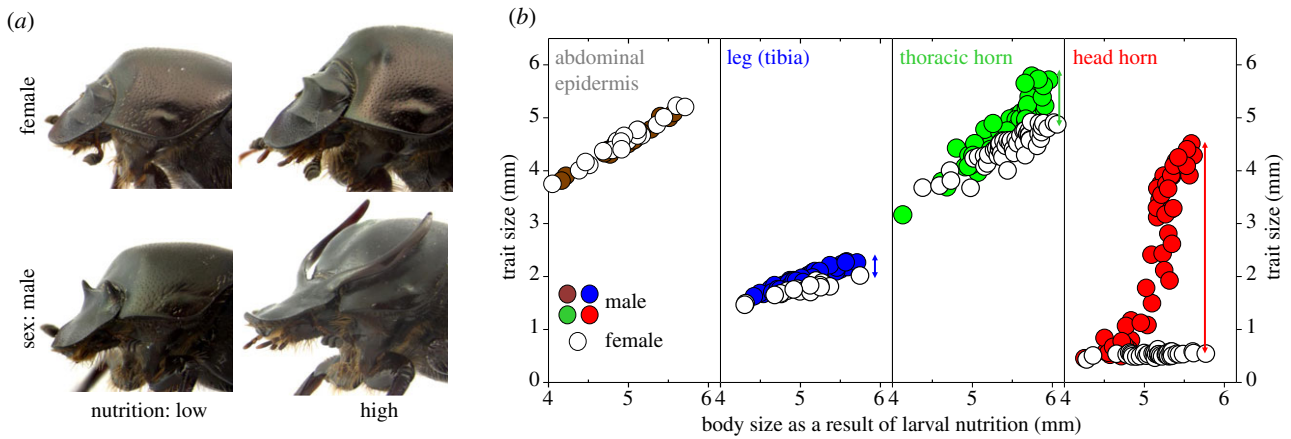 (a)
female
sex: male
nutrition: low
high
(b)
trait size (mm)
6
5
4
3
2
1
0
abdominal
epidermis
leg (tibia)
thoracic horn
head horn
male
female
6
5
4
3
2
1
0
trait size (mm)
4 5 6 4 5 6 4 5 6 4 5 6
body size as a result of larval nutrition (mm)